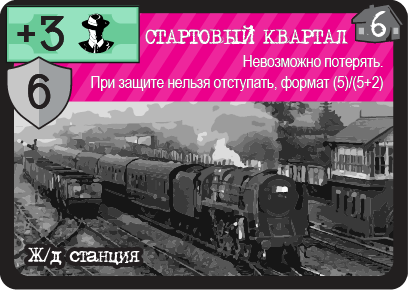 +3
СТАРТОВЫЙ КВАРТАЛ
6
Невозможно потерять.
При защите нельзя отступать, формат (5)/(5+2)
6
Ж/д станция